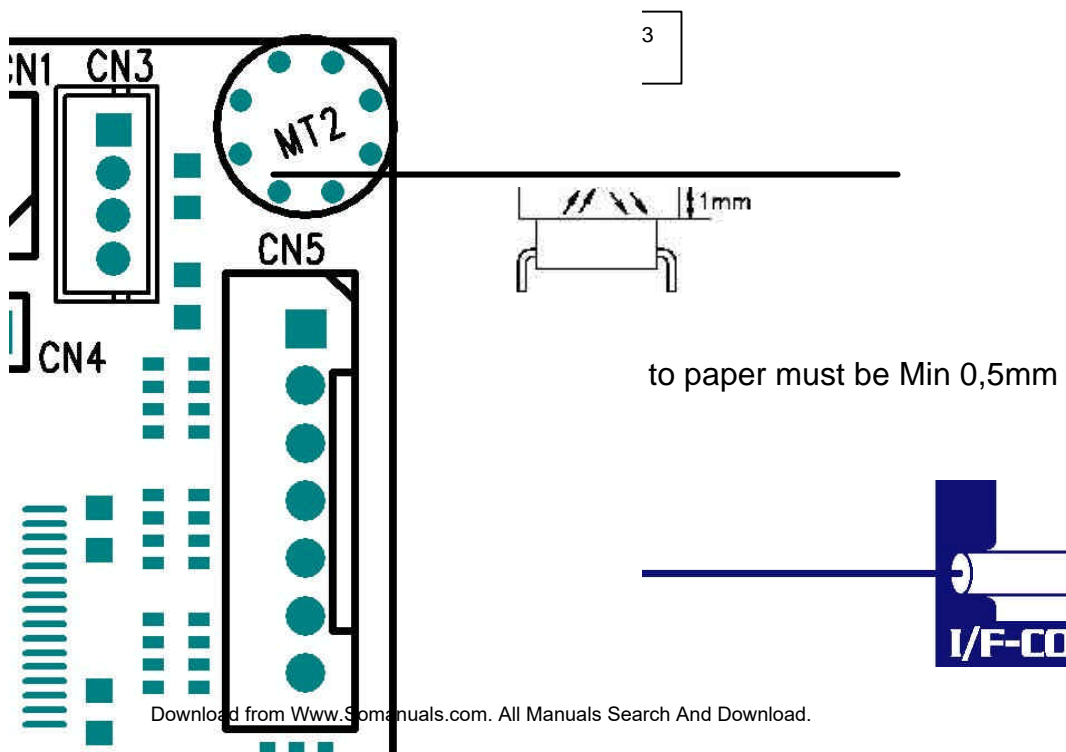 3
CN1 CN3
MT2
1mm
CN5
CN4
to paper must be Min 0,5mm
I/F-CO
Download from Www.Somanuals.com. All Manuals Search And Download.